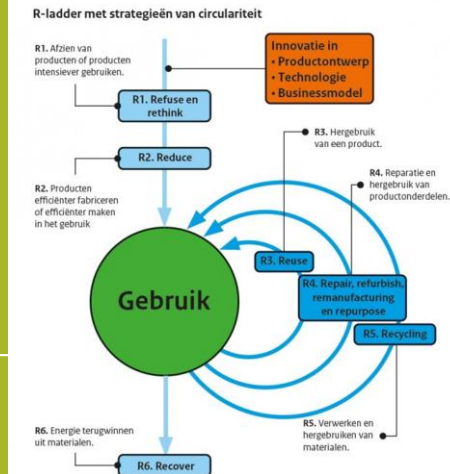 R-ladder met strategieën van circulariteit
R1. Afzien van
producten of producten
intensiever gebruiken.
Innovatie in
• Productontwerp
• Technologie
• Businessmodel
R1. Refuse en
rethink
R2. Reduce
R3. Hergebruik
van een product.
R4. Reparatie en
hergebruik van
productonderdelen.
R2. Producten
efficiënter fabriceren
of efficiënter maken
in het gebruik
R3. Reuse
R4. Repair, refurbish,
remanufacturing
en repurpose
Gebruik
R5. Recycling
R6. Energie terugwinnen
uit materialen.
R5. Verwerken en
hergebruiken van
materialen.
R6. Recover